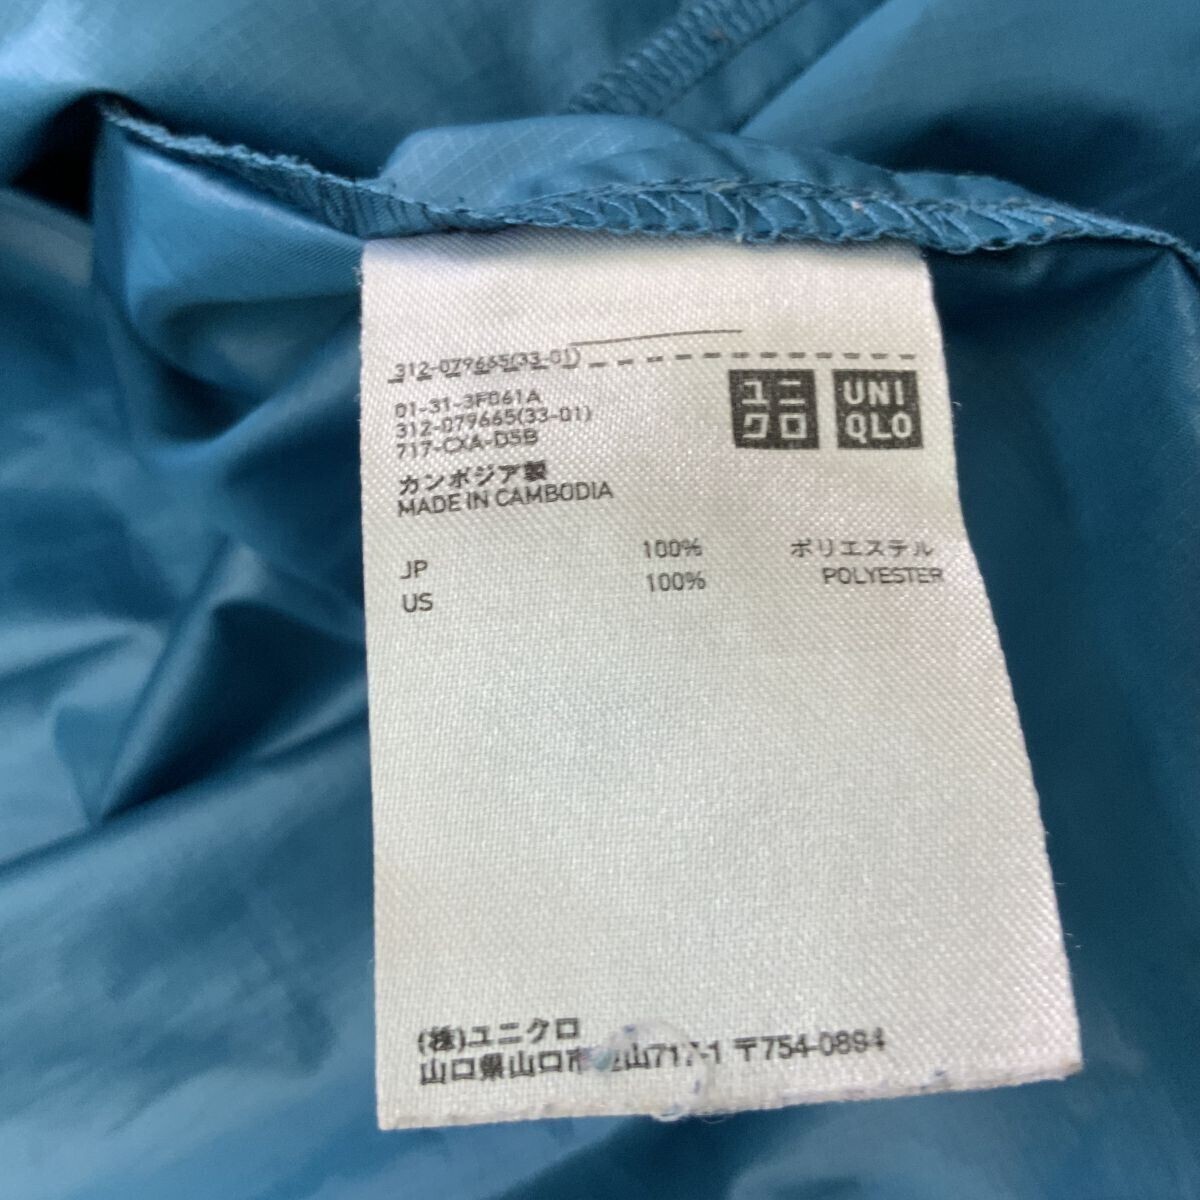 312-079665(33-01)
01-31-3F061A
312-079665(33-01)
717-CXA-D5B
ユニクロ
UNIQLO
カンボジア製
MADE IN CAMBODIA
JP 100% ポリエステル
US 100% POLYESTER
(株)ユニクロ
山口県山口市 山717-1 〒754-0894